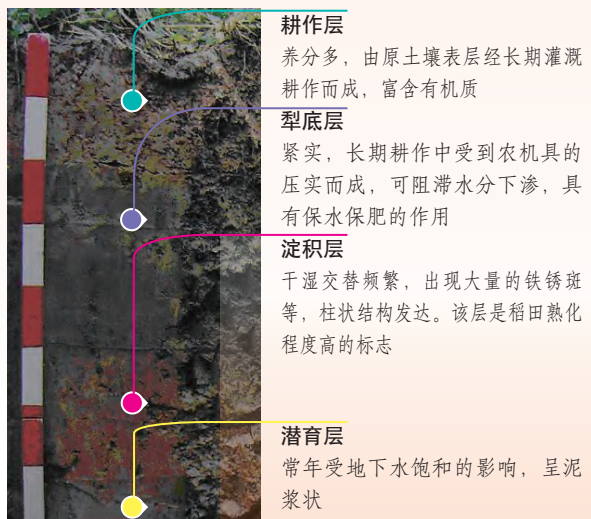 耕作层
养分多，由原土壤表层经长期灌溉
耕作而成，富含有机质
犁底层
紧实，长期耕作中受到农机具的
压实而成，可阻滞水分下渗，具
有保水保肥的作用
淀积层
干湿交替频繁，出现大量的铁锈斑
等，柱状结构发达。该层是稻田熟化
程度高的标志
潜育层
常年受地下水饱和的影响，呈泥
浆状